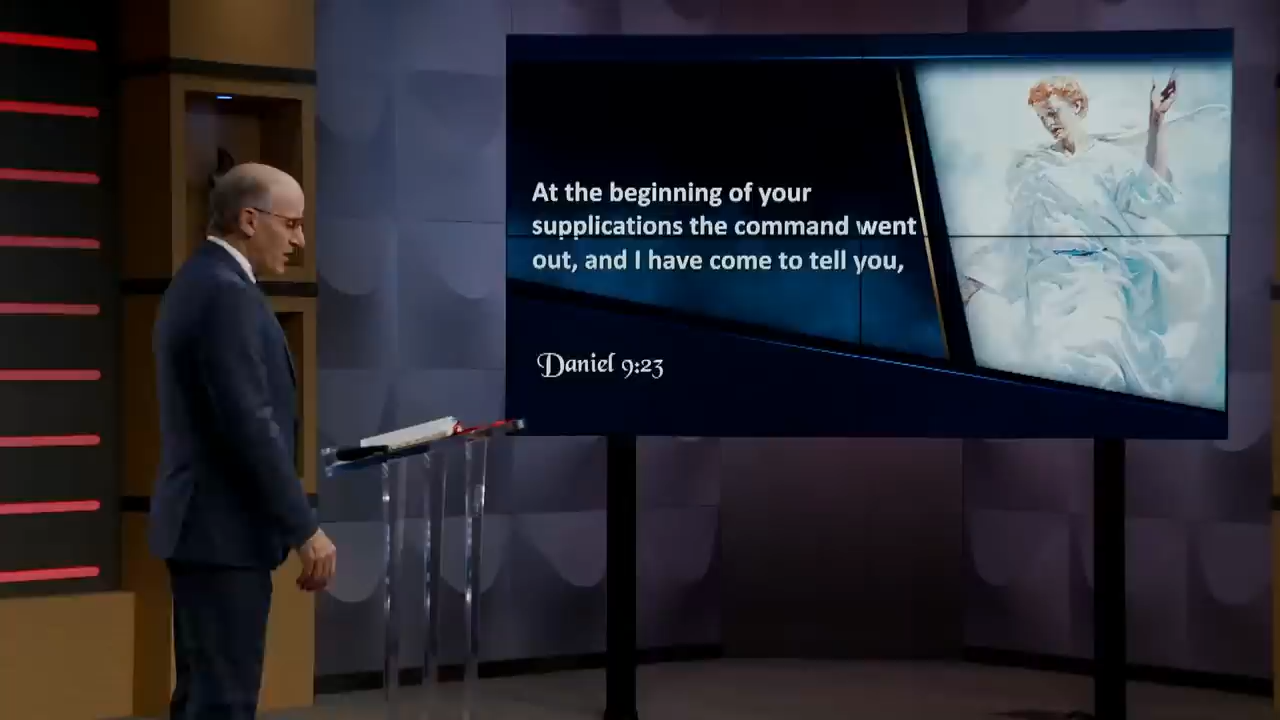 At the beginning of your
supplications the command went
out, and I have come to tell you,
Daniel 9:23